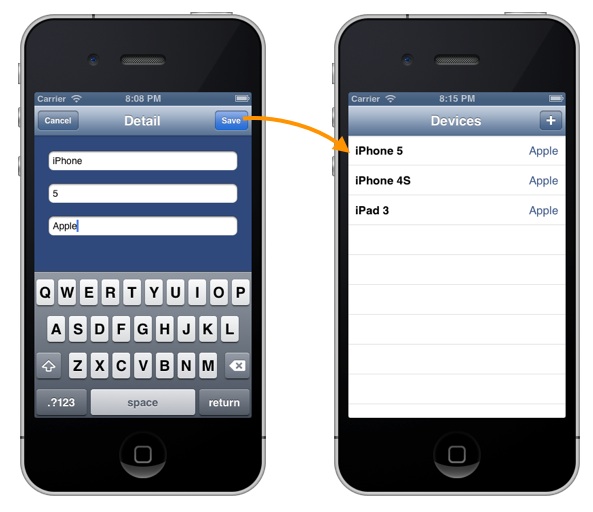 Carrier 8:08 PM
Cancel Detail Save
iPhone
5
Apple
Q W E R T Y U I O P
A S D F G H J K L
Z X C V B N M
.?123 space return
Carrier 8:15 PM
Devices +
iPhone 5 Apple
iPhone 4S Apple
iPad 3 Apple